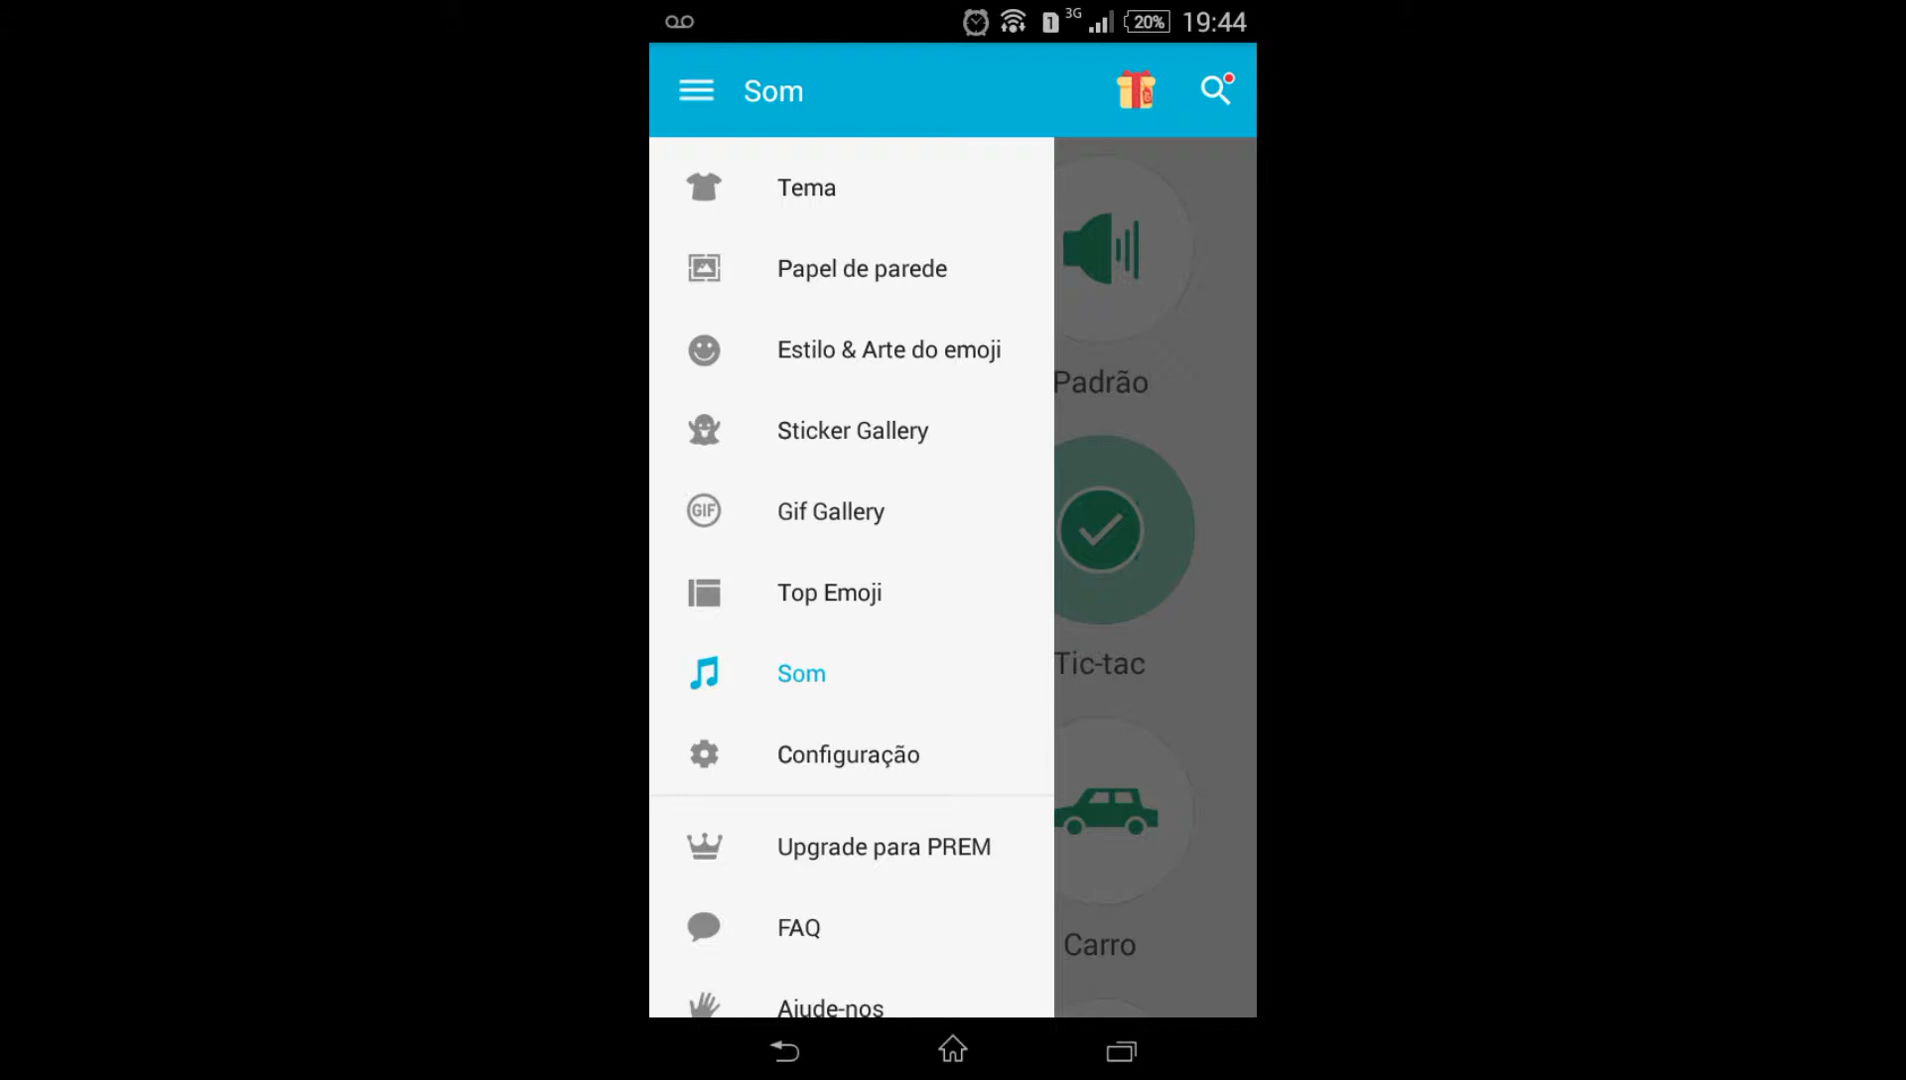 1 3G 20% 19:44
Som
Tema
Papel de parede
Estilo & Arte do emoji
Sticker Gallery
GIF Gif Gallery
Top Emoji
Som
Configuração
Upgrade para PREM
FAQ
Ajude-nos
Padrão
Tic-tac
Carro